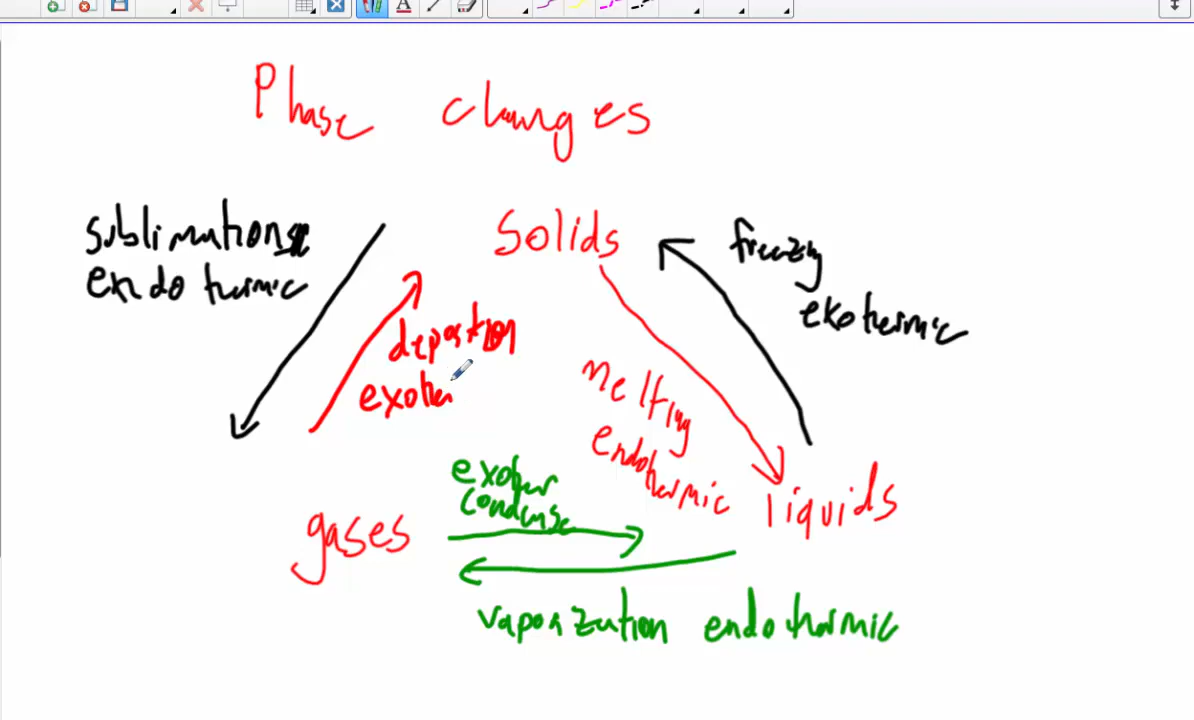 Phase changes
sublimation
endothermic
solids
freezing
exothermic
deposition
exother
melting
endothermic
exother
condense
gases
liquids
vaporization endothermic